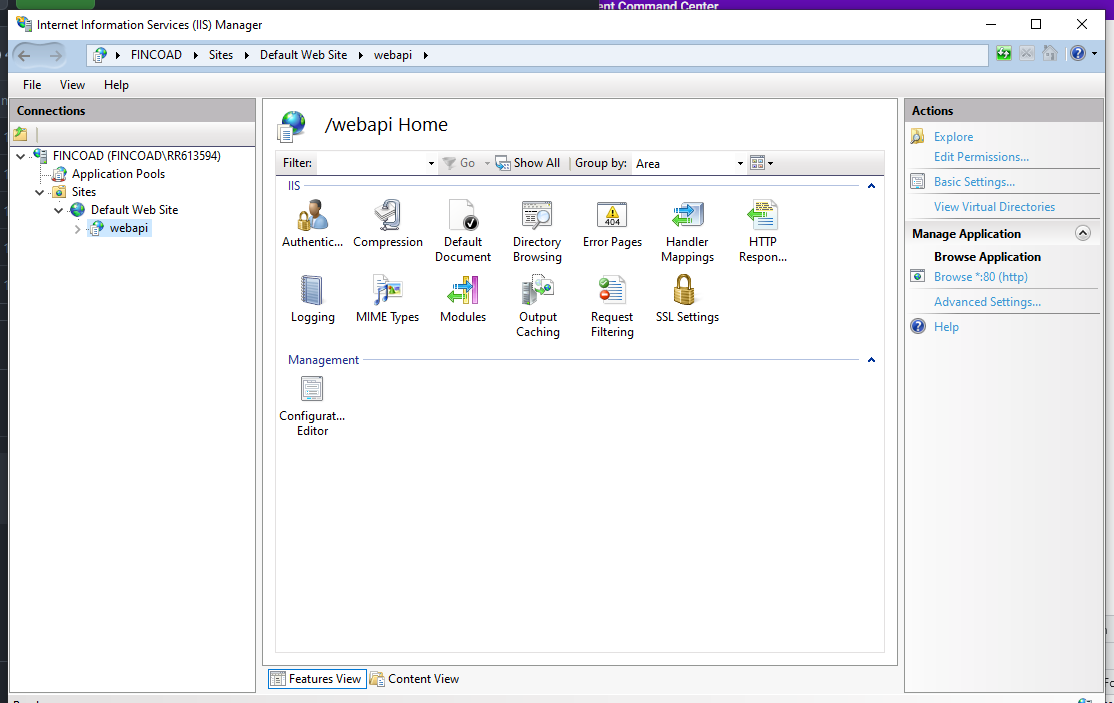 ent Command Center
Internet Information Services (IIS) Manager
FINCOAD Sites Default Web Site webapi
File View Help
Connections
FINCOAD (FINCOAD\RR613594)
Application Pools
Sites
Default Web Site
webapi
/webapi Home
Filter: Go Show All Group by: Area
IIS
Authentic... Compression Default Document Directory Browsing Error Pages Handler Mappings HTTP Respon...
404
Logging MIME Types Modules Output Caching Request Filtering SSL Settings
Management
Configurat... Editor
Features View Content View
Actions
Explore
Edit Permissions...
Basic Settings...
View Virtual Directories
Manage Application
Browse Application
Browse *:80 (http)
Advanced Settings...
Help